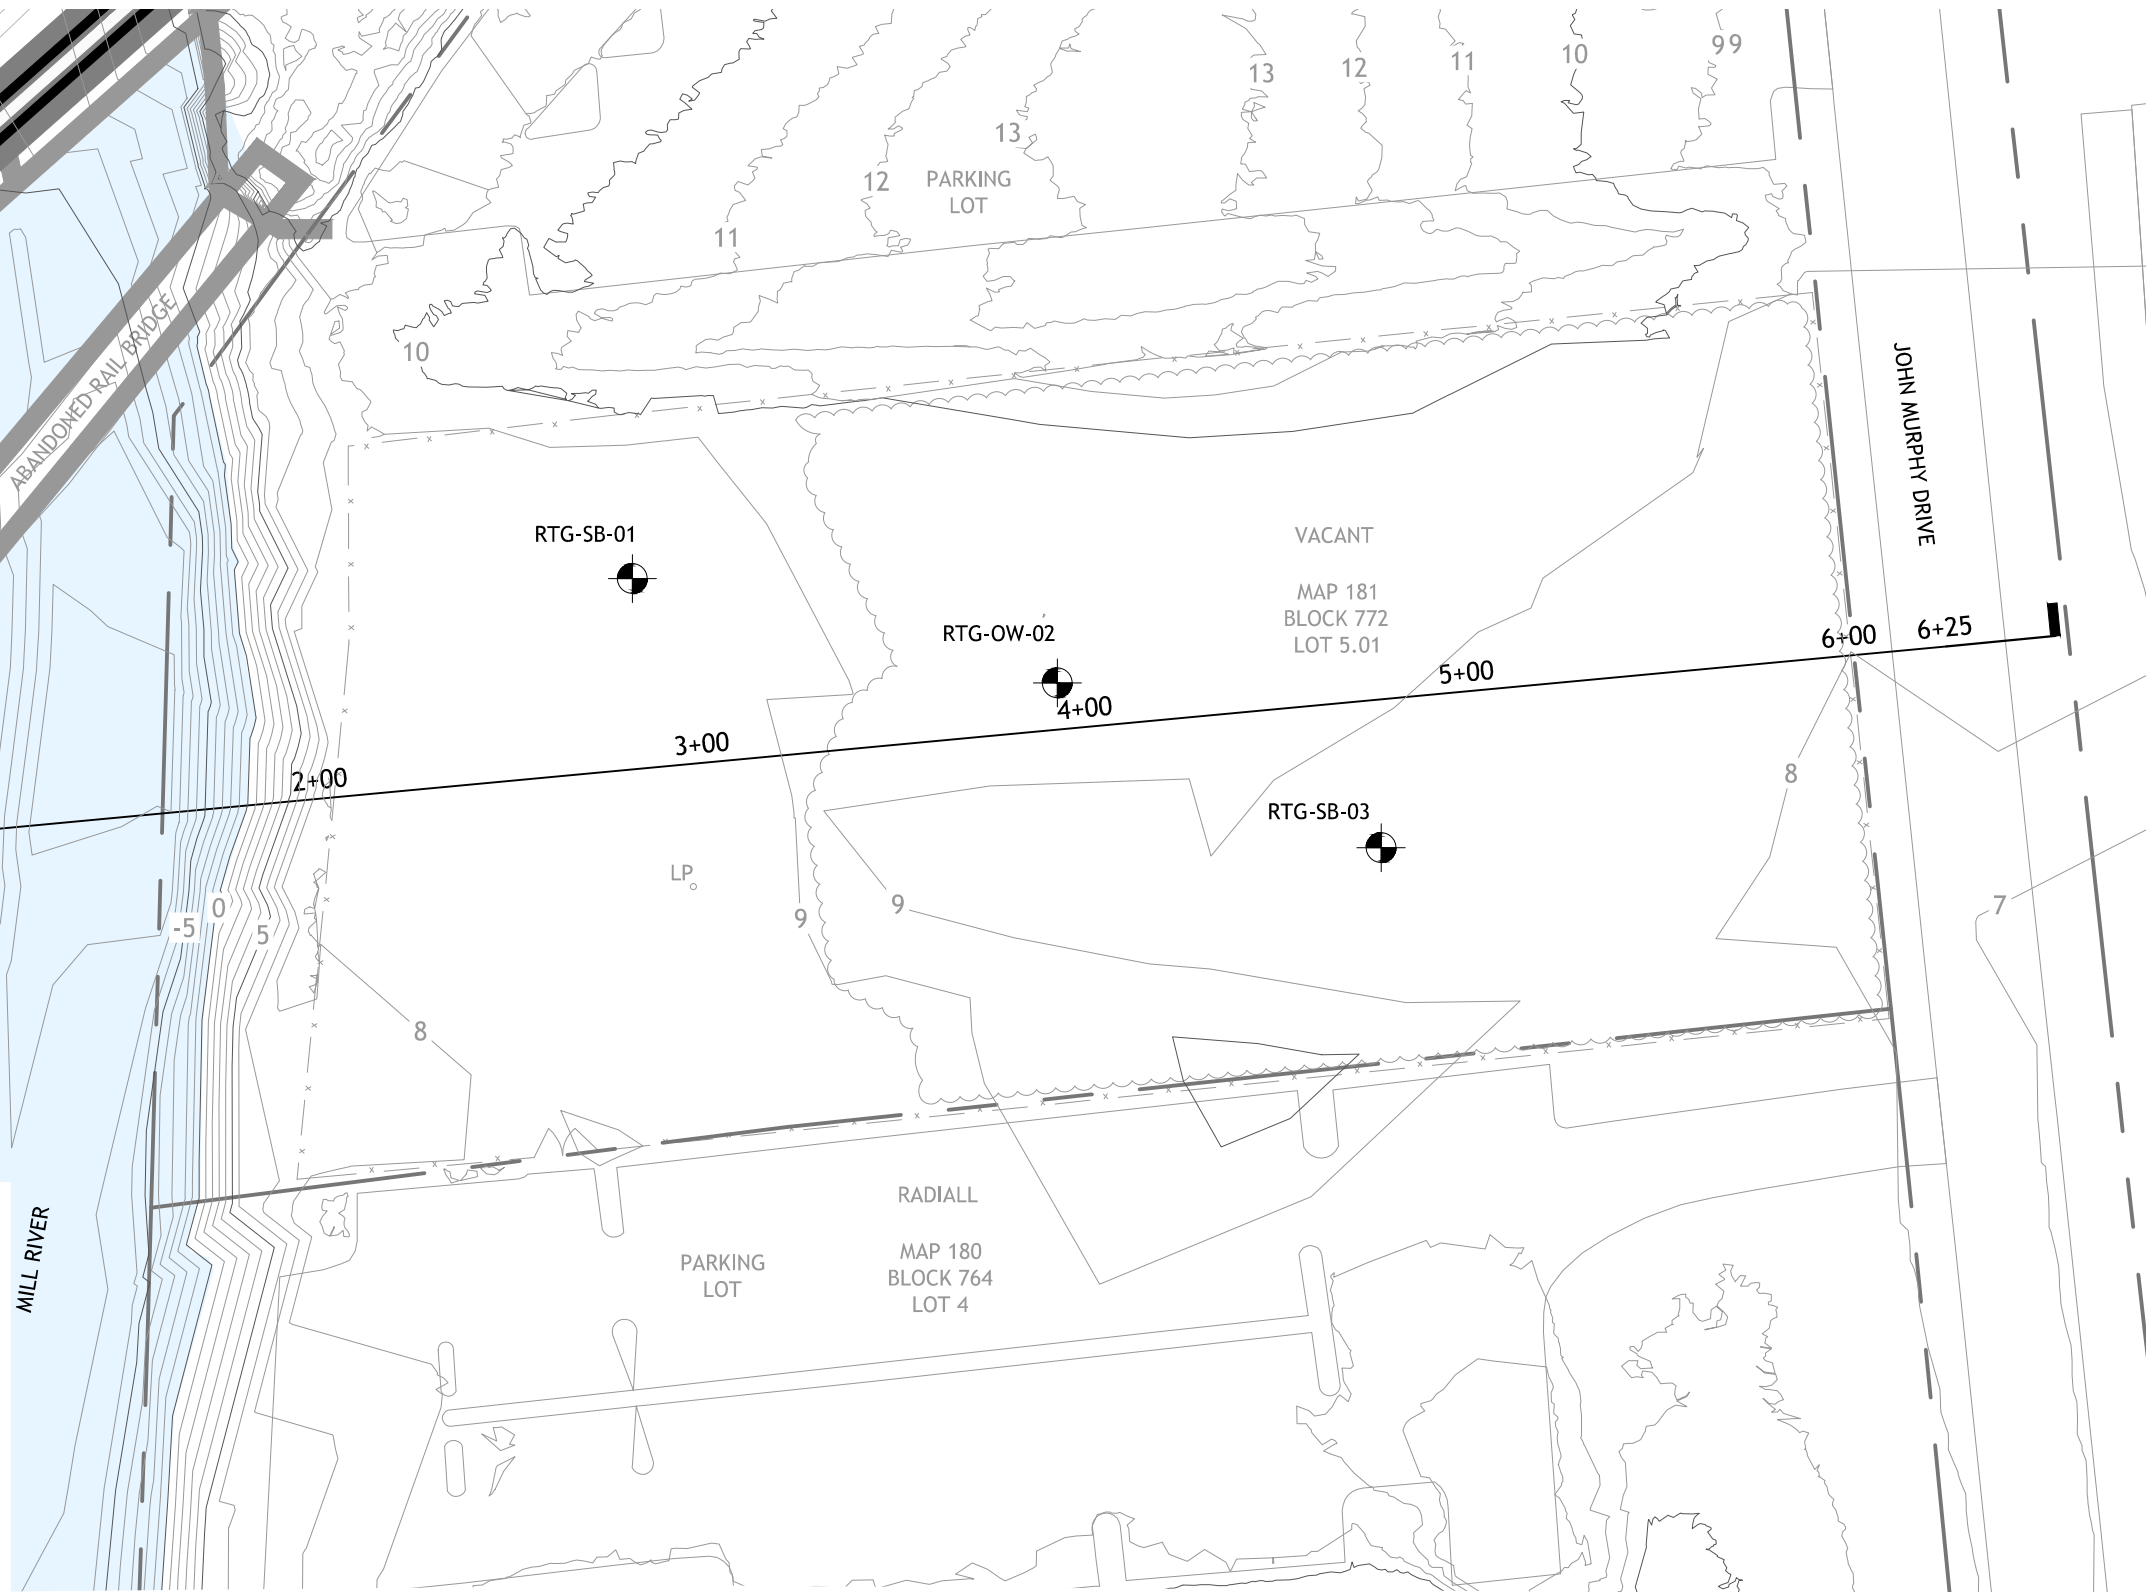 99
10
11
12
13
13
12
11
PARKING
LOT
10
ABANDONED RAIL BRIDGE
JOHN MURPHY DRIVE
RTG-SB-01
VACANT
MAP 181
BLOCK 772
LOT 5.01
RTG-OW-02
6+00
6+25
5+00
4+00
3+00
2+00
8
RTG-SB-03
LP
9
9
7
-5
0
5
8
RADIALL
MAP 180
BLOCK 764
LOT 4
PARKING
LOT
MILL RIVER